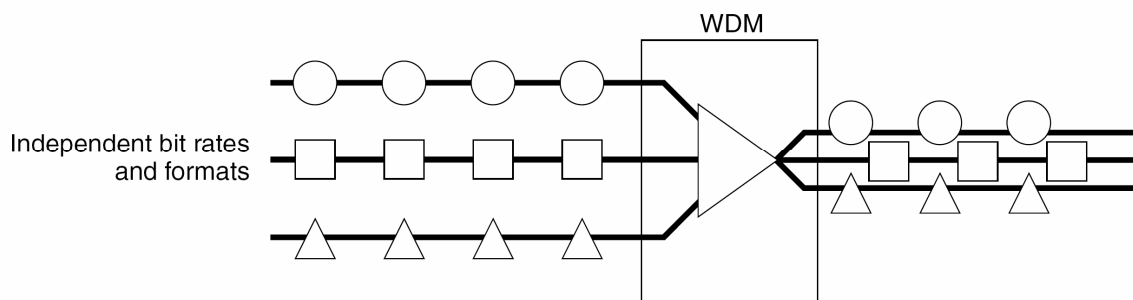 WDM
Independent bit rates
and formats